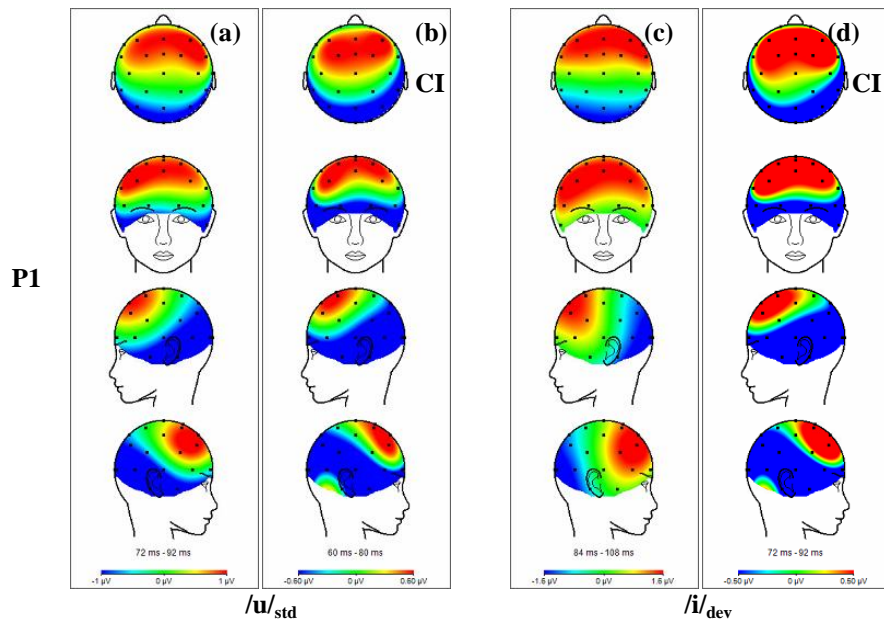 (a) (b) (c) (d)
CI CI
P1
72 ms - 92 ms 60 ms - 80 ms 84 ms - 108 ms 72 ms - 92 ms
-1 µV 0 µV 1 µV -0.60 µV 0 µV 0.60 µV -1.6 µV 0 µV 1.6 µV -0.50 µV 0 µV 0.50 µV
/u/std /i/dev